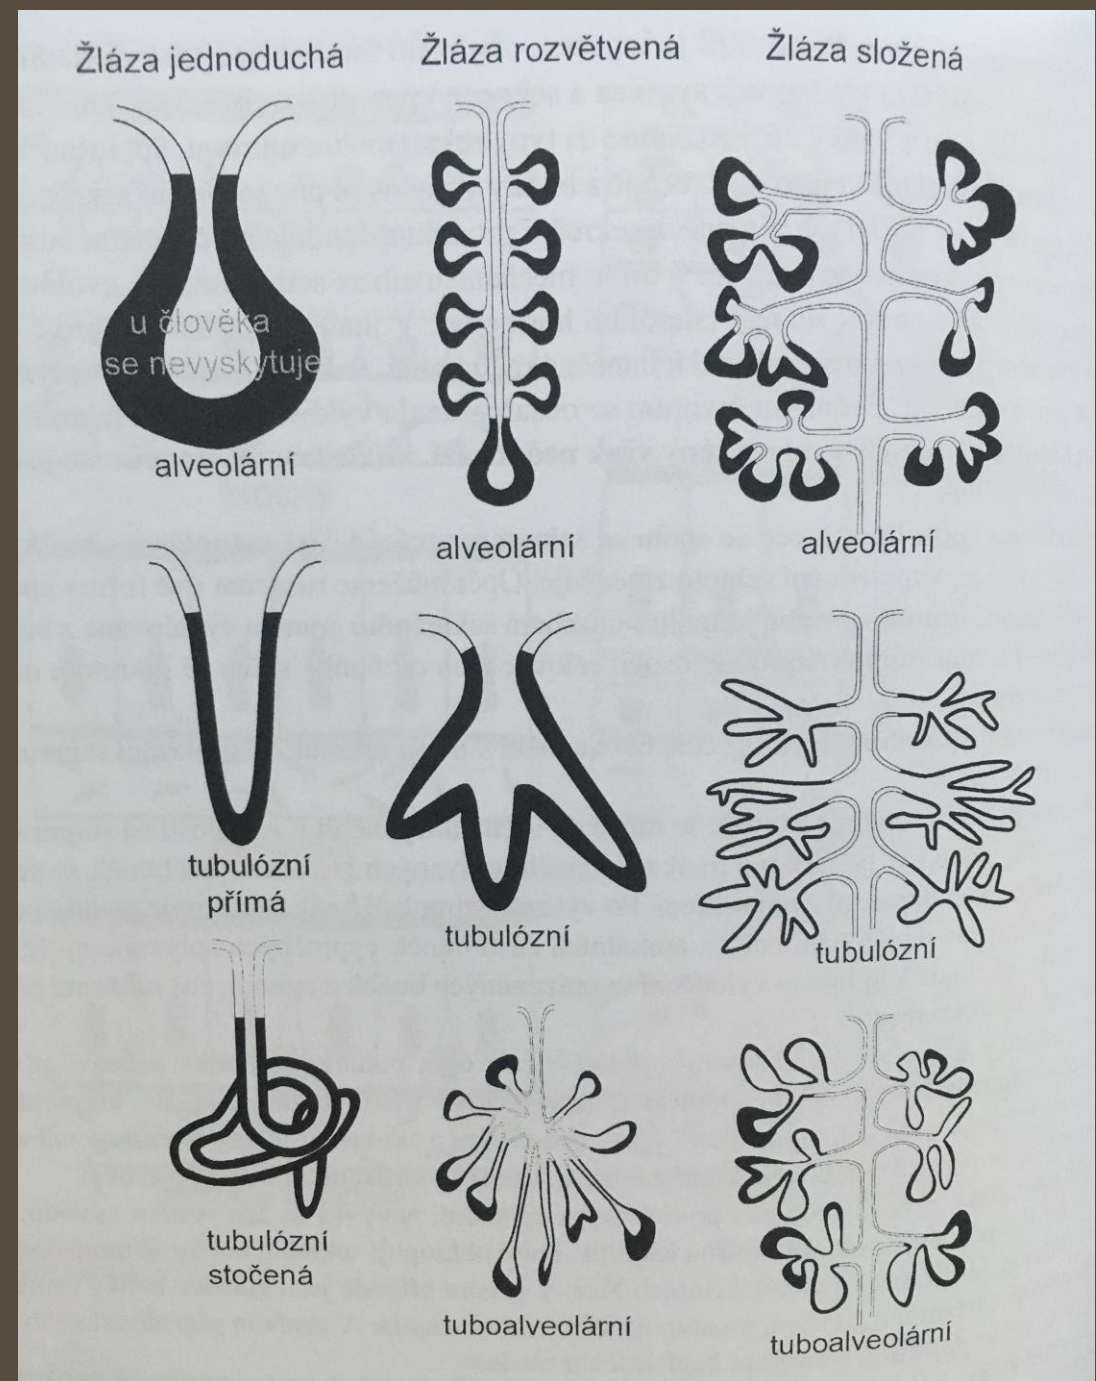 Žláza jednoduchá
Žláza rozvětvená
Žláza složená
u člověka
se nevyskytuje
alveolární
alveolární
alveolární
tubulózní
přímá
tubulózní
tubulózní
tubulózní
stočená
tuboalveolární
tuboalveolární